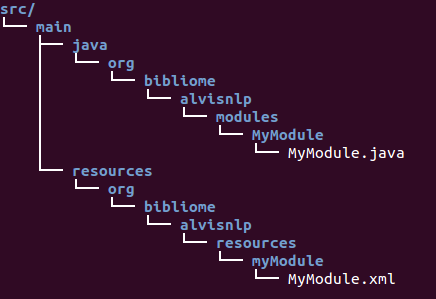 src/
main
java
org
bibliome
alvisnlp
modules
MyModule
MyModule.java
resources
org
bibliome
alvisnlp
resources
myModule
MyModule.xml